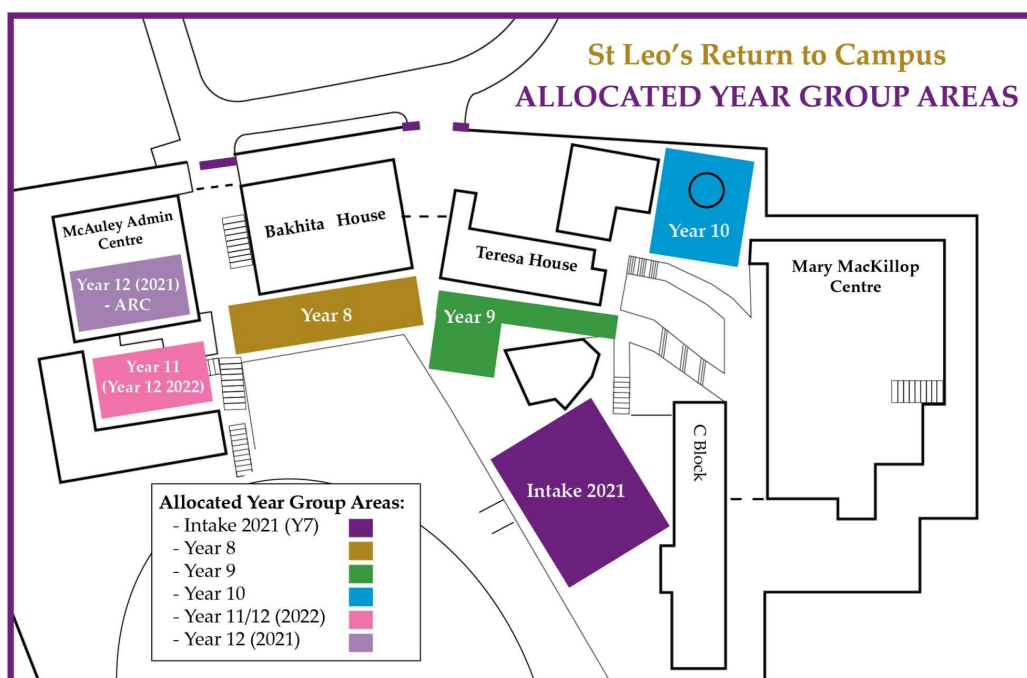 St Leo's Return to Campus
ALLOCATED YEAR GROUP AREAS
McAuley Admin
Centre
Year 12 (2021)
- ARC
Year 11
(Year 12 2022)
Bakhita House
Year 8
Teresa House
Year 9
Year 10
Mary MacKillop
Centre
C Block
Intake 2021
Allocated Year Group Areas:
- Intake 2021 (Y7)
- Year 8
- Year 9
- Year 10
- Year 11/12 (2022)
- Year 12 (2021)